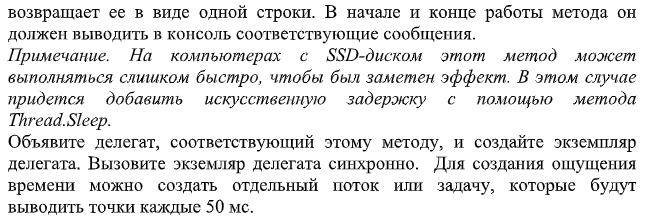 возвращает ее в виде одной строки. В начале и конце работы метода он
должен выводить в консоль соответствующие сообщения.
Примечание. На компьютерах с SSD-диском этот метод может
выполняться слишком быстро, чтобы был заметен эффект. В этом случае
придется добавить искусственную задержку с помощью метода
Thread.Sleep.
Объявите делегат, соответствующий этому методу, и создайте экземпляр
делегата. Вызовите экземляр делегата синхронно. Для создания ощущения
времени можно создать отдельный поток или задачу, которые будут
выводить точки каждые 50 мс.